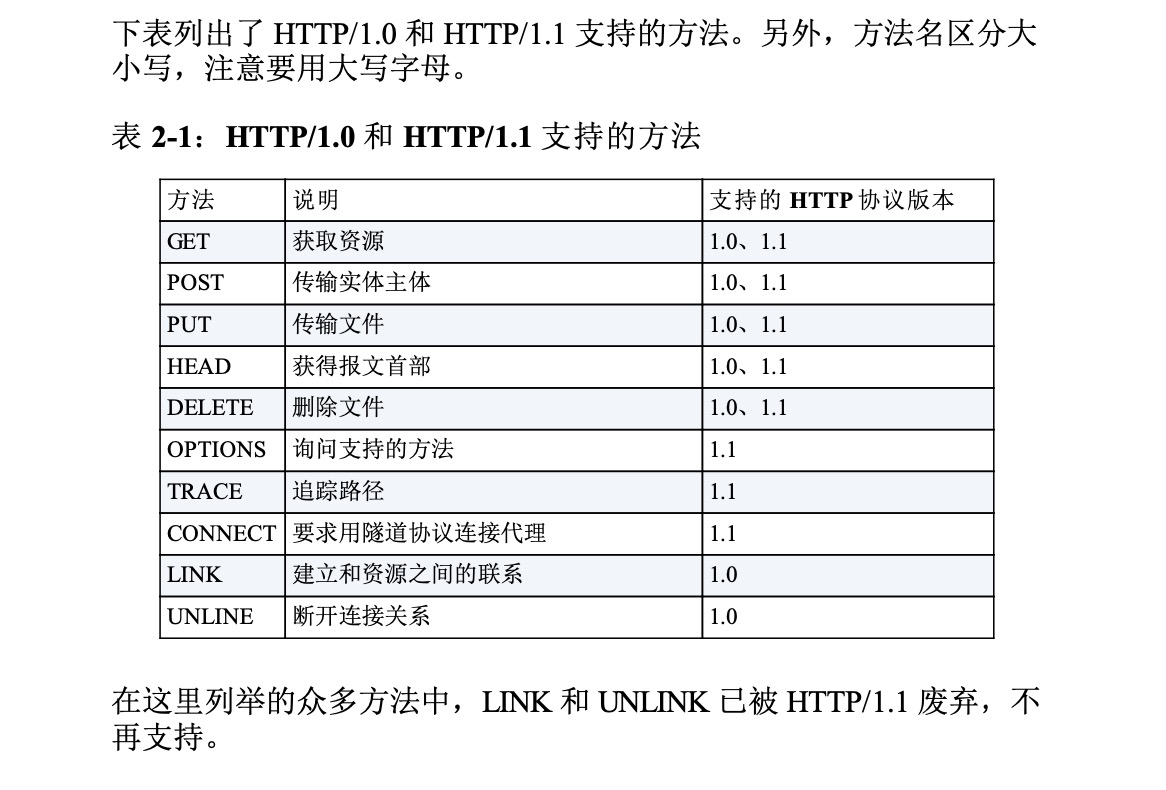 下表列出了 HTTP/1.0 和 HTTP/1.1 支持的方法。另外，方法名区分大
小写，注意要用大写字母。
表 2-1：HTTP/1.0 和 HTTP/1.1 支持的方法
方法 说明 支持的 HTTP 协议版本
GET 获取资源 1.0、1.1
POST 传输实体主体 1.0、1.1
PUT 传输文件 1.0、1.1
HEAD 获得报文首部 1.0、1.1
DELETE 删除文件 1.0、1.1
OPTIONS 询问支持的方法 1.1
TRACE 追踪路径 1.1
CONNECT 要求用隧道协议连接代理 1.1
LINK 建立和资源之间的联系 1.0
UNLINE 断开连接关系 1.0
在这里列举的众多方法中，LINK 和 UNLINK 已被 HTTP/1.1 废弃，不
再支持。